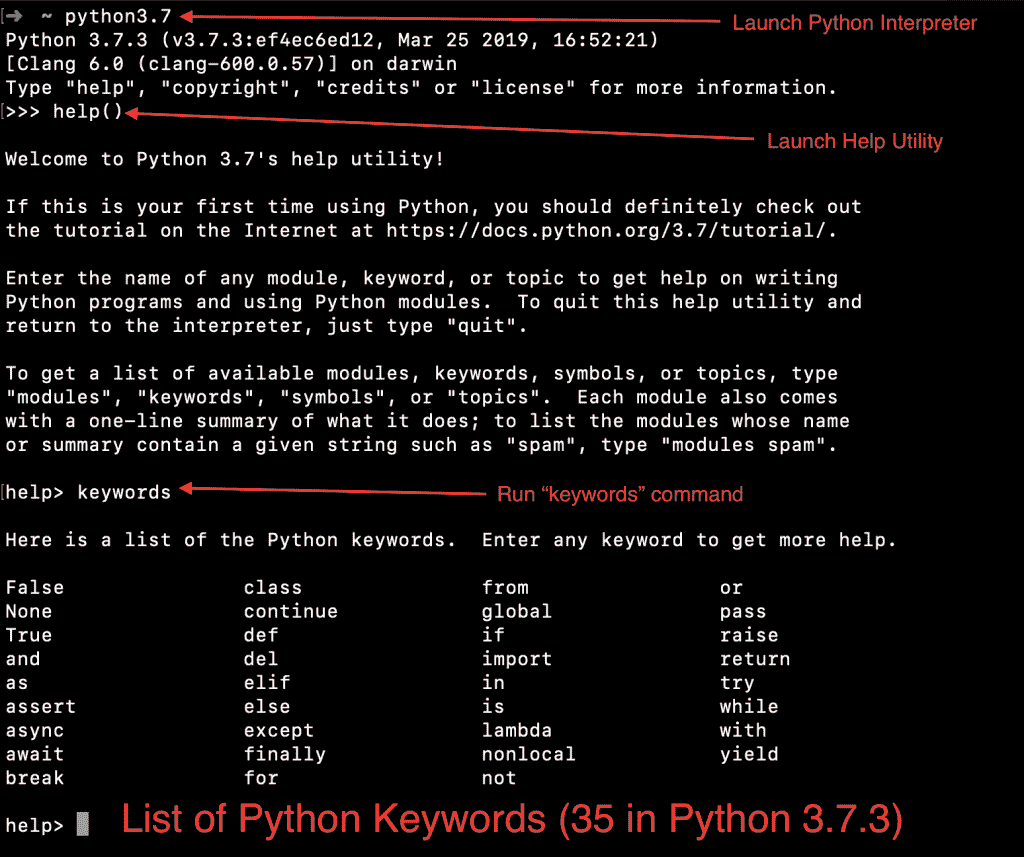 ➜ ~ python3.7
Launch Python Interpreter
Python 3.7.3 (v3.7.3:ef4ec6ed12, Mar 25 2019, 16:52:21)
[Clang 6.0 (clang-600.0.57)] on darwin
Type "help", "copyright", "credits" or "license" for more information.
>>> help()
Launch Help Utility
Welcome to Python 3.7's help utility!
If this is your first time using Python, you should definitely check out
the tutorial on the Internet at https://docs.python.org/3.7/tutorial/.
Enter the name of any module, keyword, or topic to get help on writing
Python programs and using Python modules.  To quit this help utility and
return to the interpreter, just type "quit".
To get a list of available modules, keywords, symbols, or topics, type
"modules", "keywords", "symbols", or "topics".  Each module also comes
with a one-line summary of what it does; to list the modules whose name
or summary contain a given string such as "spam", type "modules spam".
help> keywords
Run “keywords” command
Here is a list of the Python keywords.  Enter any keyword to get more help.
False class from or
None continue global pass
True def if raise
and del import return
as elif in try
assert else is while
async except lambda with
await finally nonlocal yield
break for not
help>
List of Python Keywords (35 in Python 3.7.3)